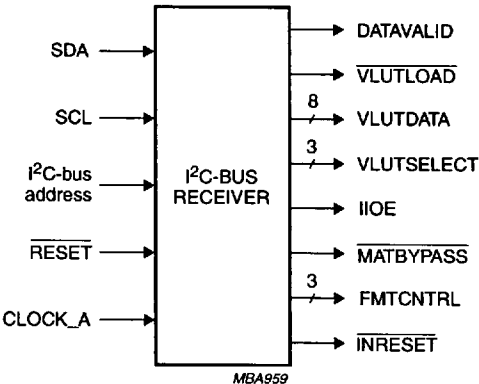 SDA
SCL
I²C-bus
address
RESET
CLOCK_A
I²C-BUS
RECEIVER
DATAVALID
VLUTLOAD
8
VLUTDATA
3
VLUTSELECT
IIOE
MATBYPASS
3
FMTCNTRL
INRESET
MBA959